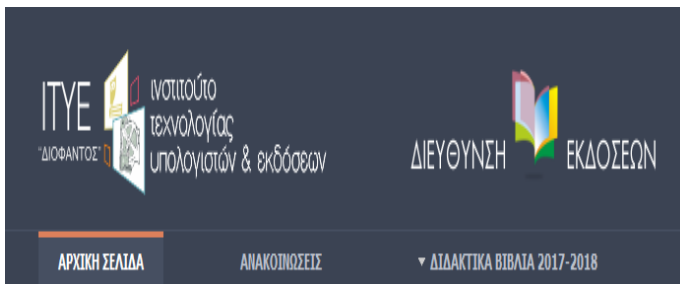 ΙΤΥΕ
"ΔΙΟΦΑΝΤΟΣ"
ινστιτούτο
τεχνολογίας
υπολογιστών & εκδόσεων
ΔΙΕΥΘΥΝΣΗ ΕΚΔΟΣΕΩΝ
ΑΡΧΙΚΗ ΣΕΛΙΔΑ ΑΝΑΚΟΙΝΩΣΕΙΣ ▾ ΔΙΔΑΚΤΙΚΑ ΒΙΒΛΙΑ 2017-2018